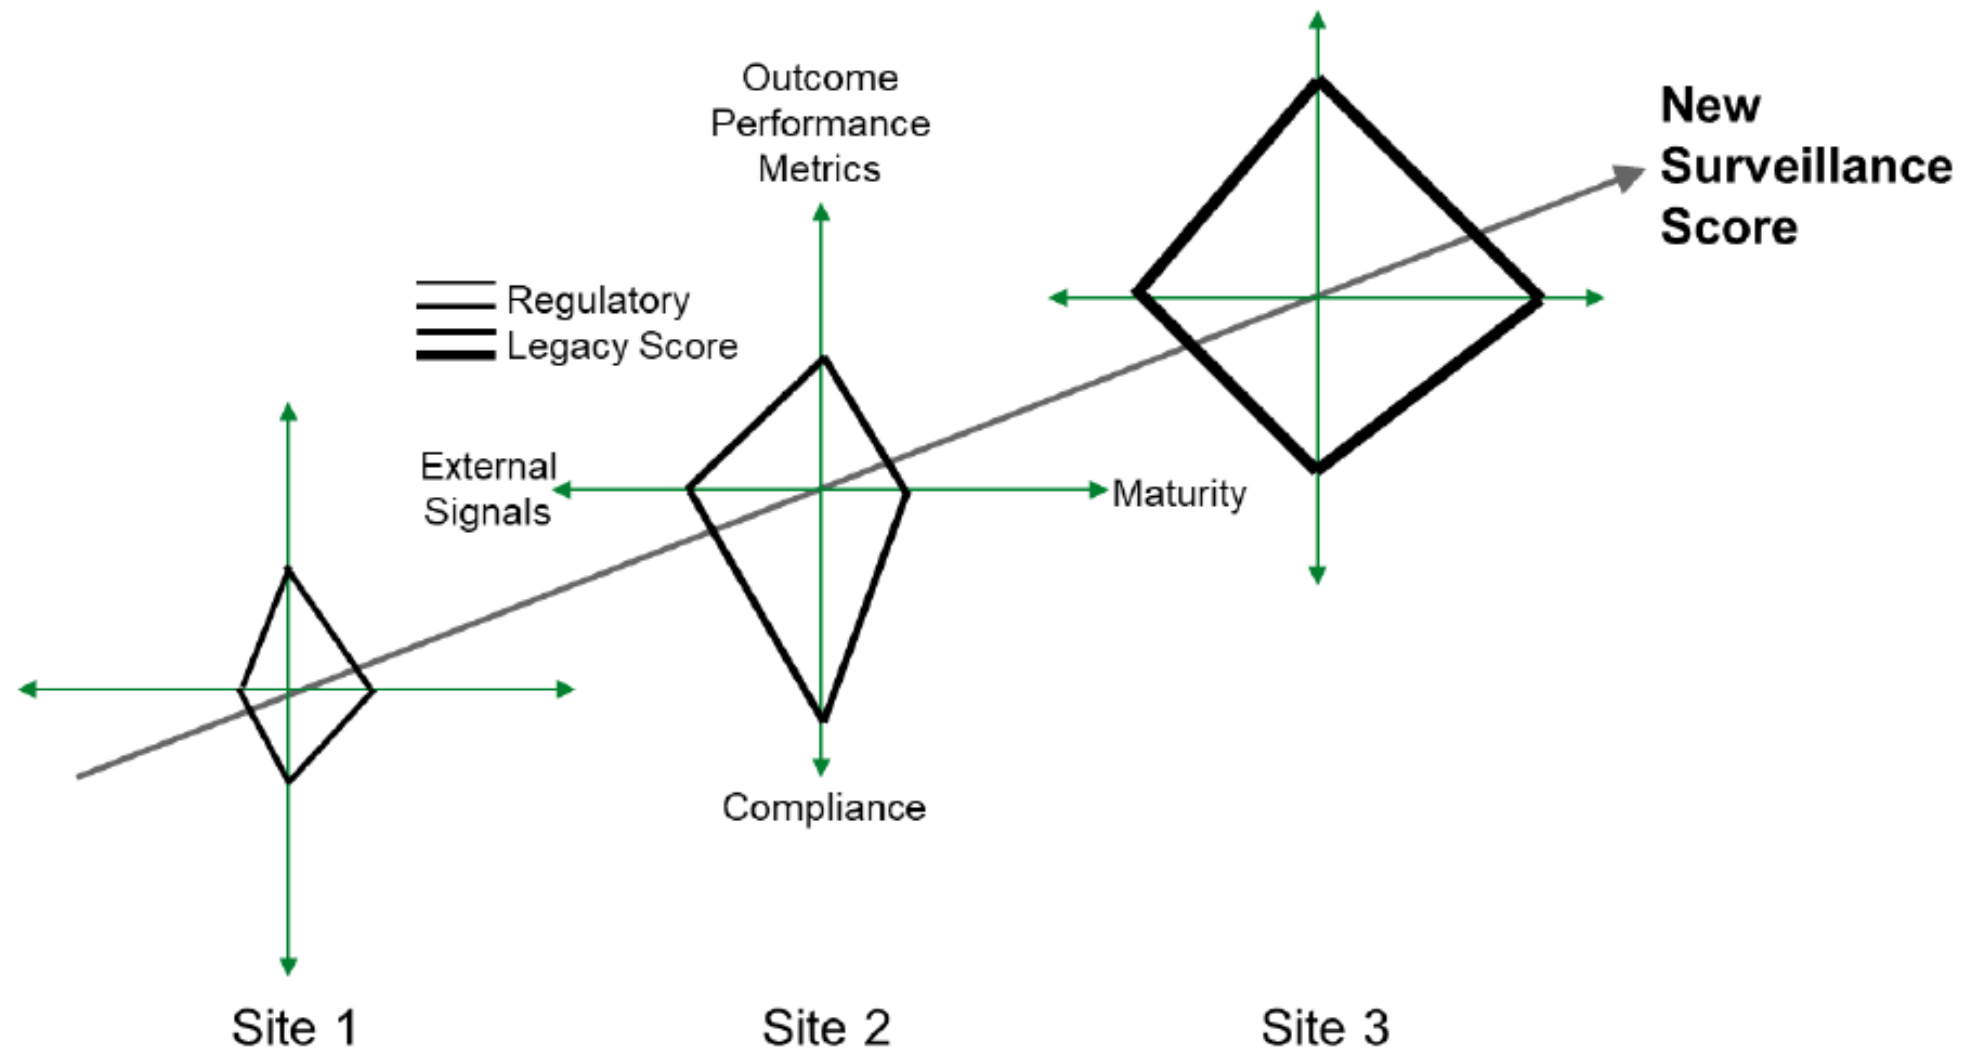 Outcome
Performance
Metrics
New
Surveillance
Score
Regulatory
Legacy Score
External
Signals
Maturity
Compliance
Site 1
Site 2
Site 3